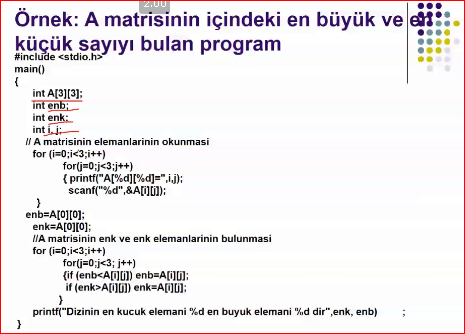 2:00
Örnek: A matrisinin içindeki en büyük ve en
küçük sayıyı bulan program
#include <stdio.h>
main()
{
int A[3][3];
int enb;
int enk;
int i, j;
// A matrisinin elemanlarinin okunmasi
for (i=0;i<3;i++)
for(j=0;j<3;j++)
{ printf("A[%d][%d]=",i,j);
scanf("%d",&A[i][j]);
}
enb=A[0][0];
enk=A[0][0];
//A matrisinin enk ve enk elemanlarinin bulunmasi
for (i=0;i<3;i++)
for(j=0;j<3; j++)
{if (enb<A[i][j]) enb=A[i][j];
if (enk>A[i][j]) enk=A[i][j];
}
printf("Dizinin en kucuk elemani %d en buyuk elemani %d dir",enk, enb) ;
}